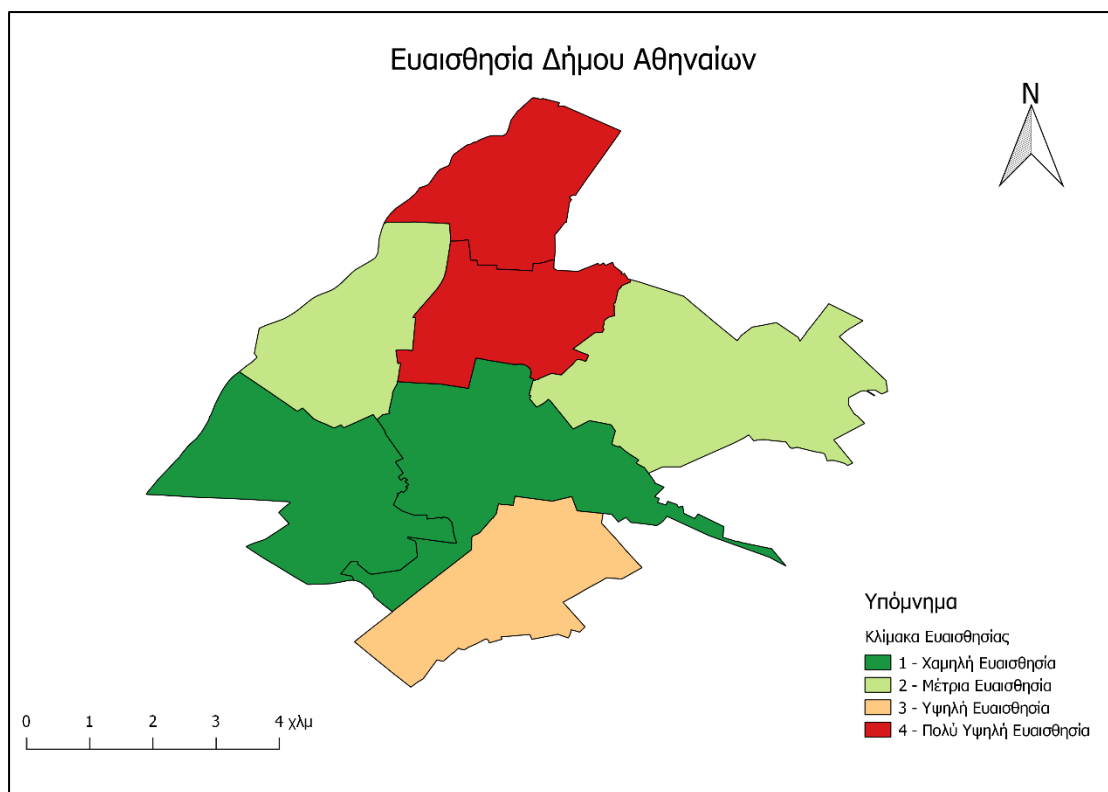 Ευαισθησία Δήμου Αθηναίων
N
Υπόμνημα
Κλίμακα Ευαισθησίας
1 - Χαμηλή Ευαισθησία
2 - Μέτρια Ευαισθησία
3 - Υψηλή Ευαισθησία
4 - Πολύ Υψηλή Ευαισθησία
0 1 2 3 4 χλμ